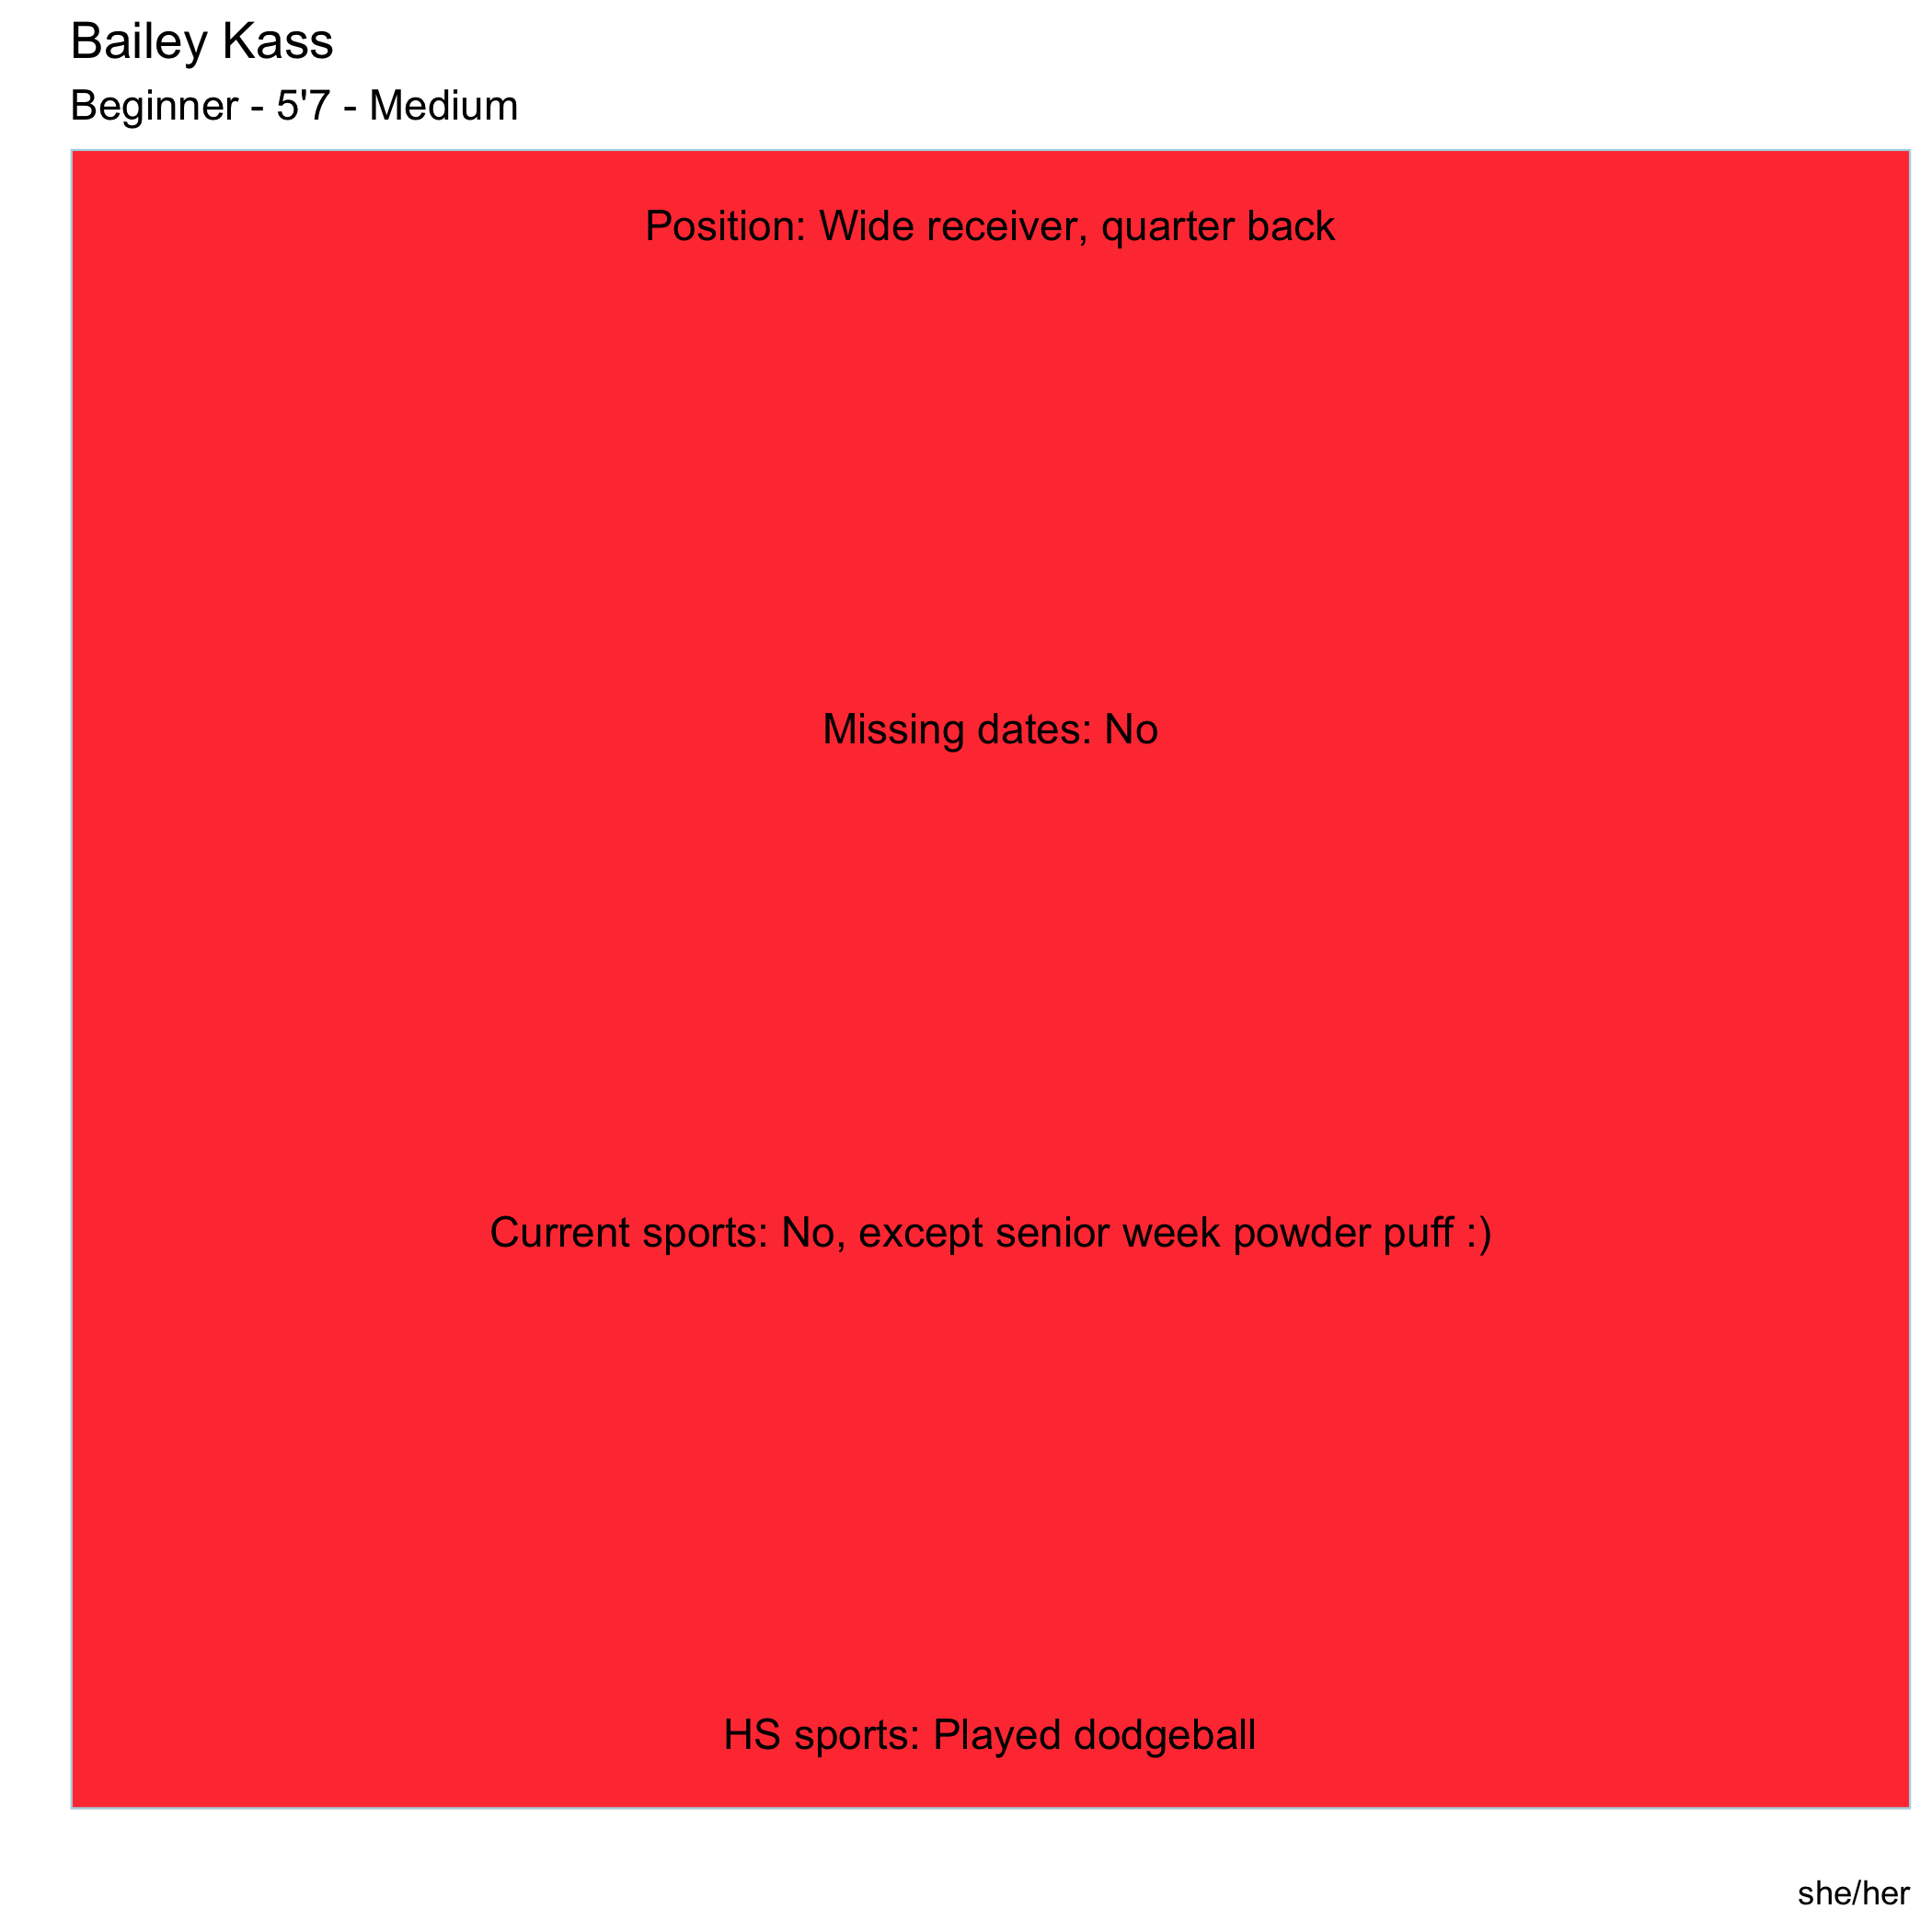 Bailey Kass
Beginner - 5'7 - Medium
Position: Wide receiver, quarter back
Missing dates: No
Current sports: No, except senior week powder puff :)
HS sports: Played dodgeball
she/her